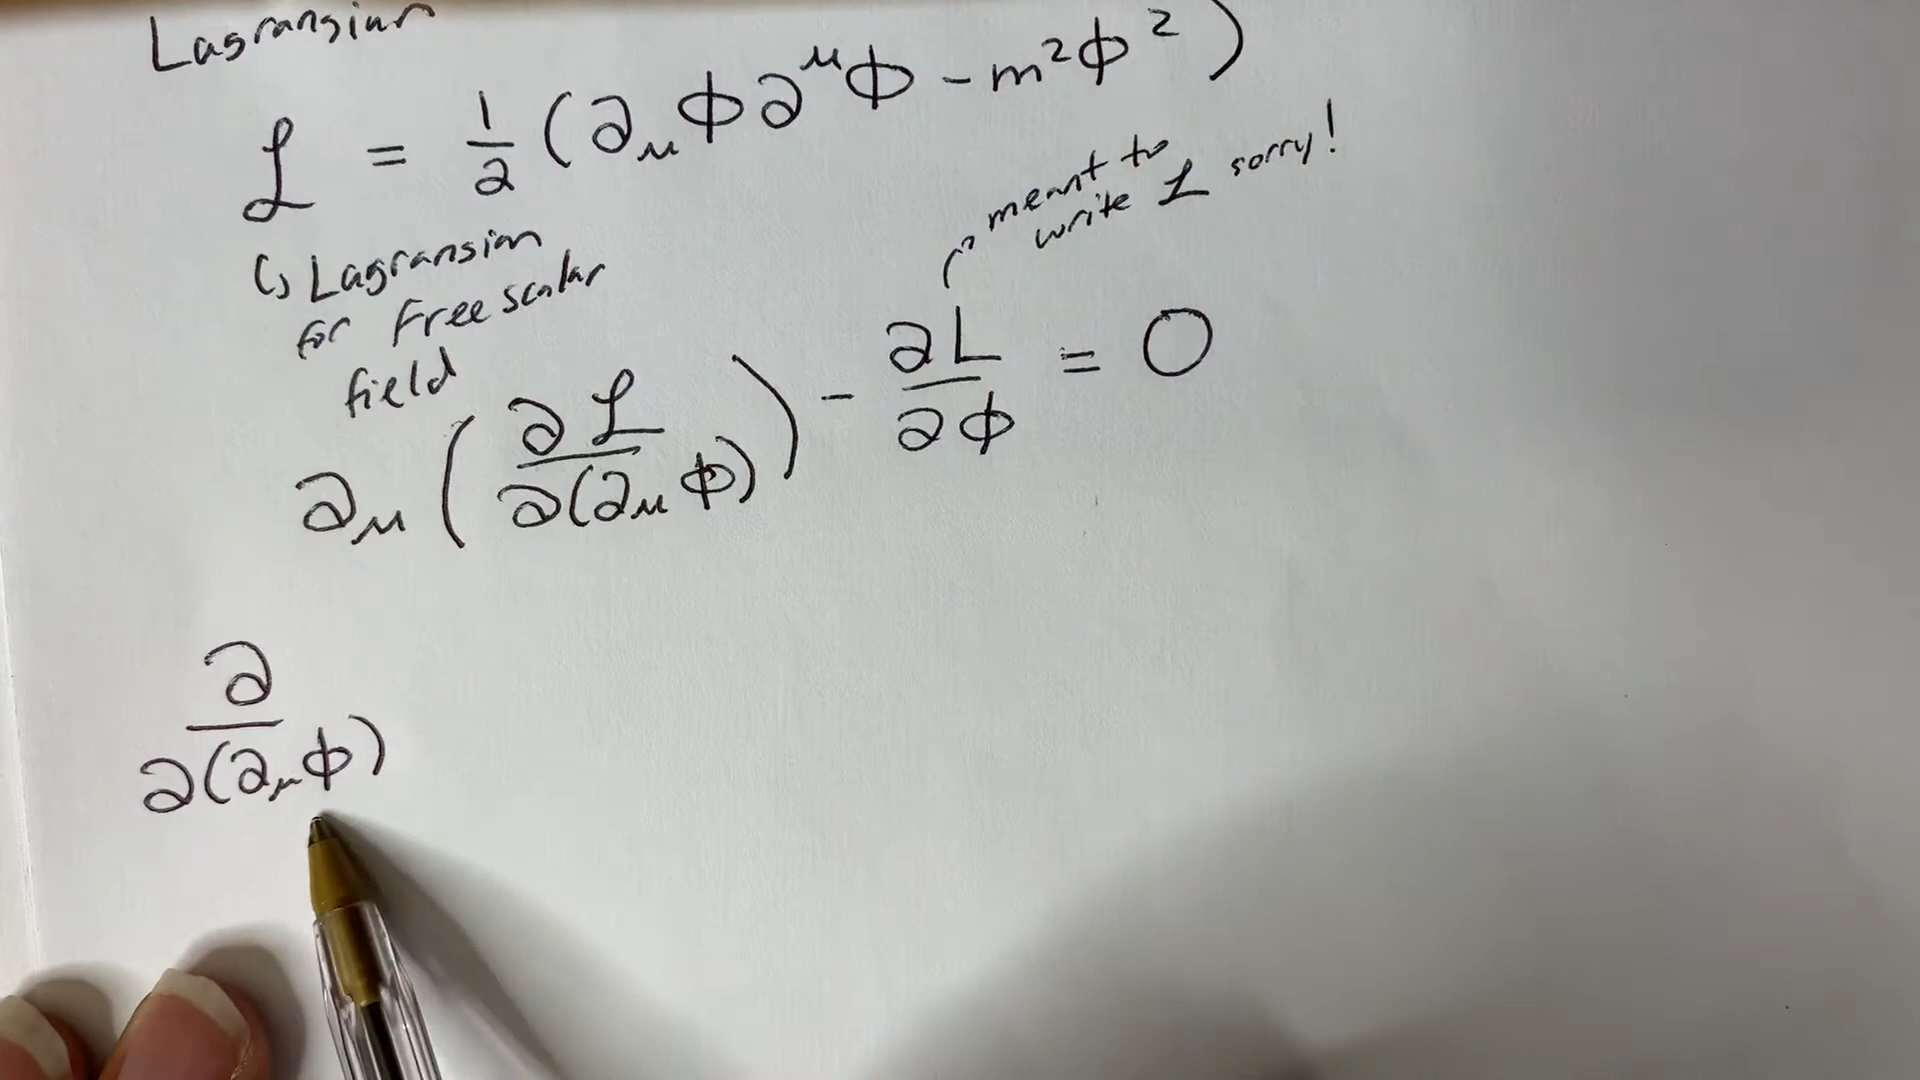 Lagrangian
ℒ = 1/2 (∂_μ ϕ ∂^μ ϕ - m²ϕ²)
↳ Lagrangian
for Free scalar
field
meant to
write ℒ sorry!
∂_μ (∂ℒ/∂(∂_μ ϕ)) - ∂L/∂ϕ = 0
∂/∂(∂_μ ϕ)